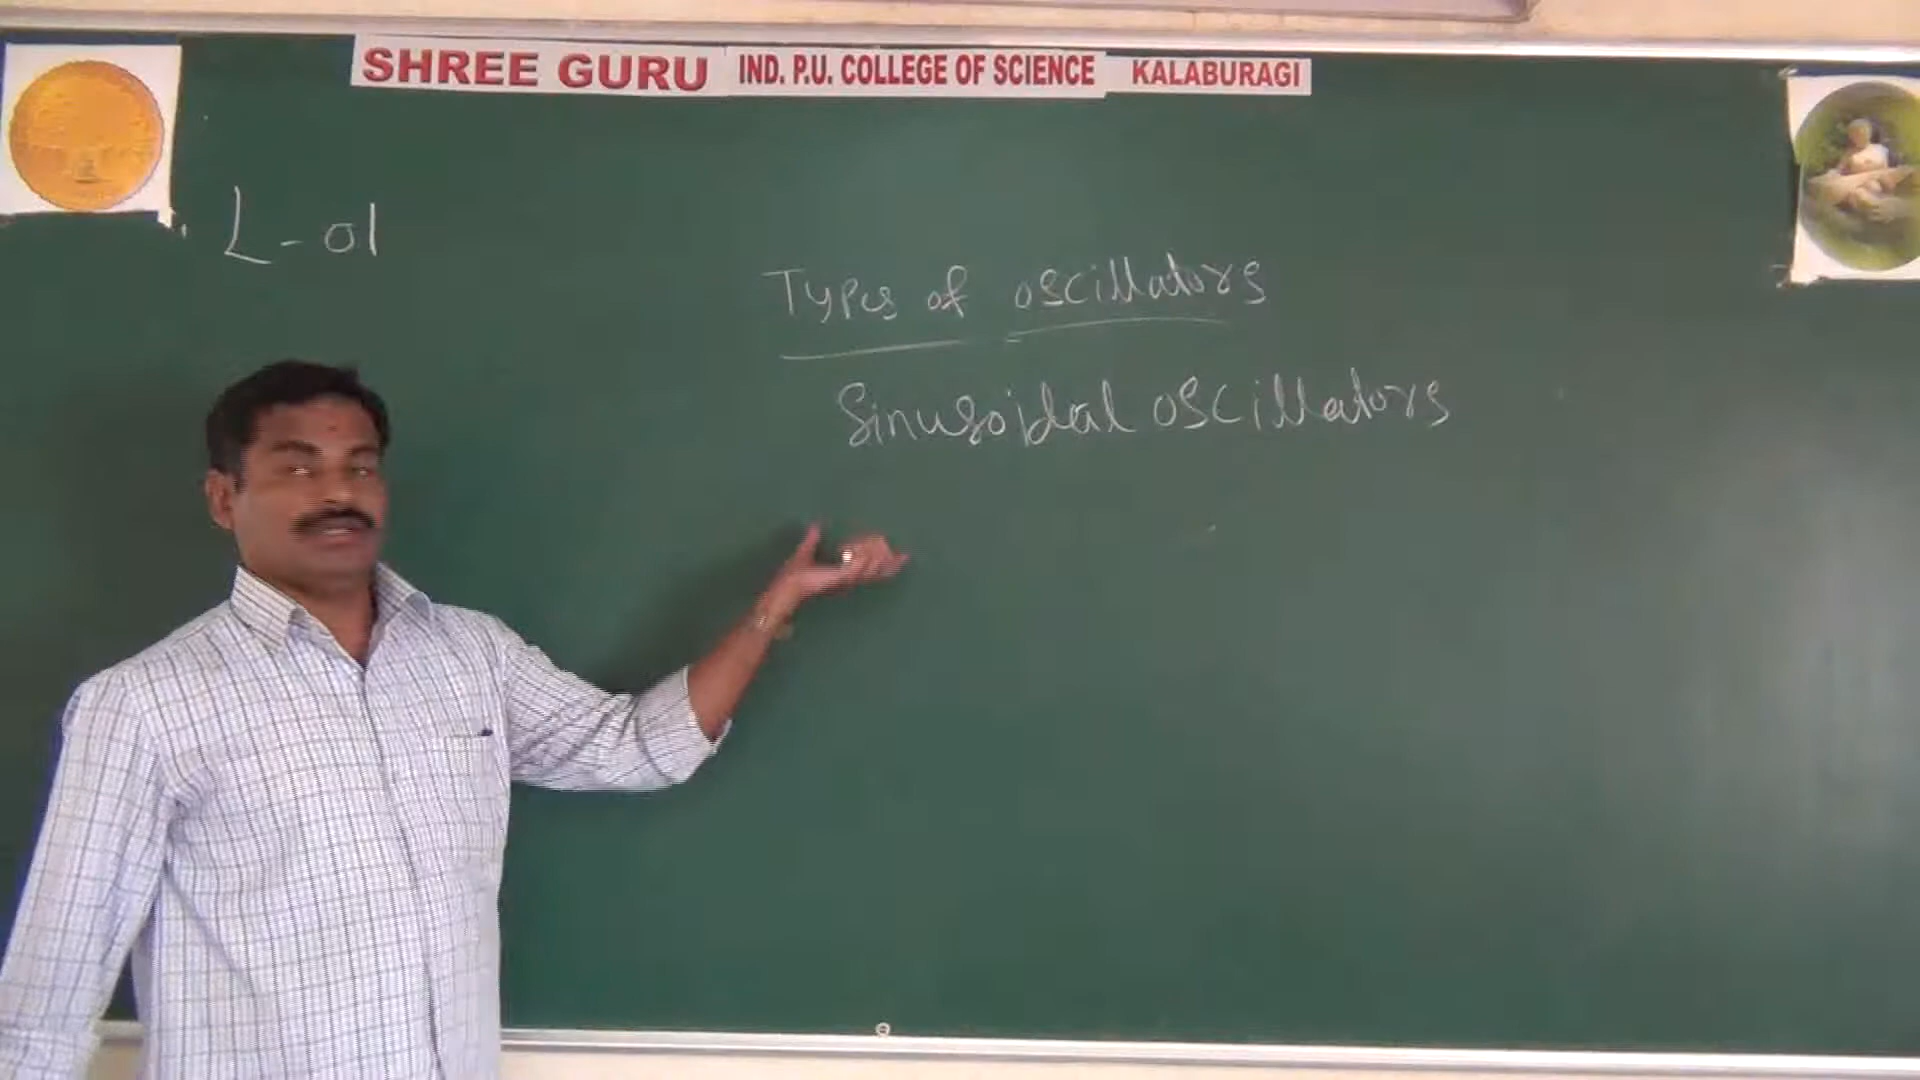 SHREE GURU IND. P.U. COLLEGE OF SCIENCE KALABURAGI
L-01
Types of oscillators
Sinusoidal oscillators